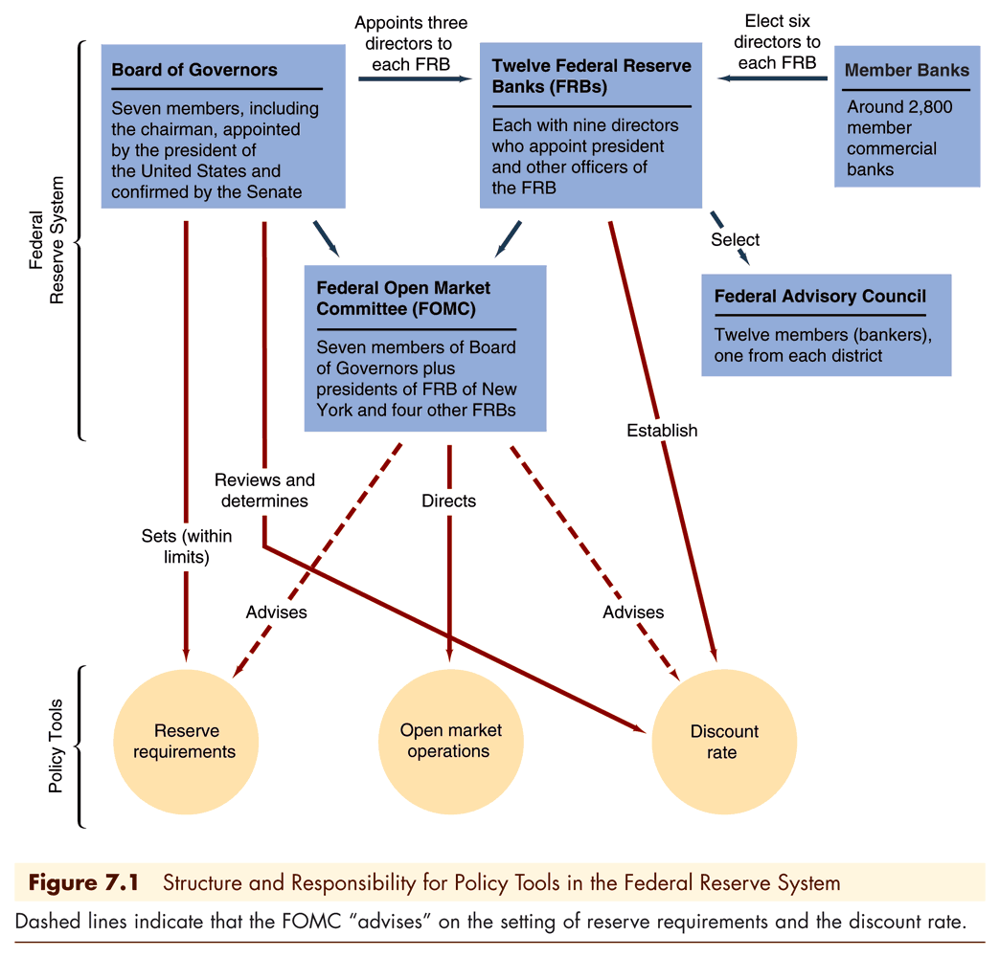 Appoints three
directors to
each FRB
Elect six
directors to
each FRB
Board of Governors
Seven members, including
the chairman, appointed
by the president of
the United States and
confirmed by the Senate
Twelve Federal Reserve
Banks (FRBs)
Each with nine directors
who appoint president
and other officers of
the FRB
Member Banks
Around 2,800
member
commercial
banks
Federal
Reserve System
Select
Federal Open Market
Committee (FOMC)
Seven members of Board
of Governors plus
presidents of FRB of New
York and four other FRBs
Federal Advisory Council
Twelve members (bankers),
one from each district
Establish
Reviews and
determines
Directs
Sets (within
limits)
Advises
Advises
Policy Tools
Reserve
requirements
Open market
operations
Discount
rate
Figure 7.1 Structure and Responsibility for Policy Tools in the Federal Reserve System
Dashed lines indicate that the FOMC “advises” on the setting of reserve requirements and the discount rate.